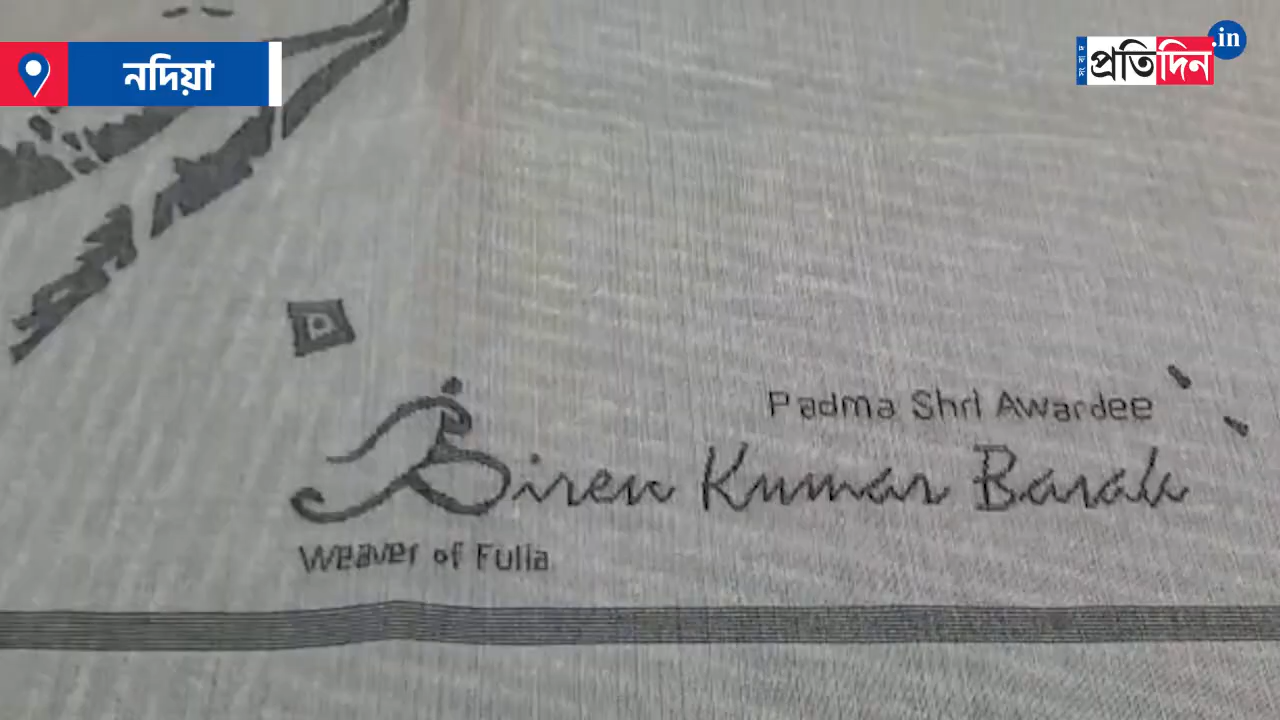 নদিয়া
সংবাদ প্রতিদিন.in
P
Padma Shri Awardee
Biren Kumar Basak
Weaver of Fulia